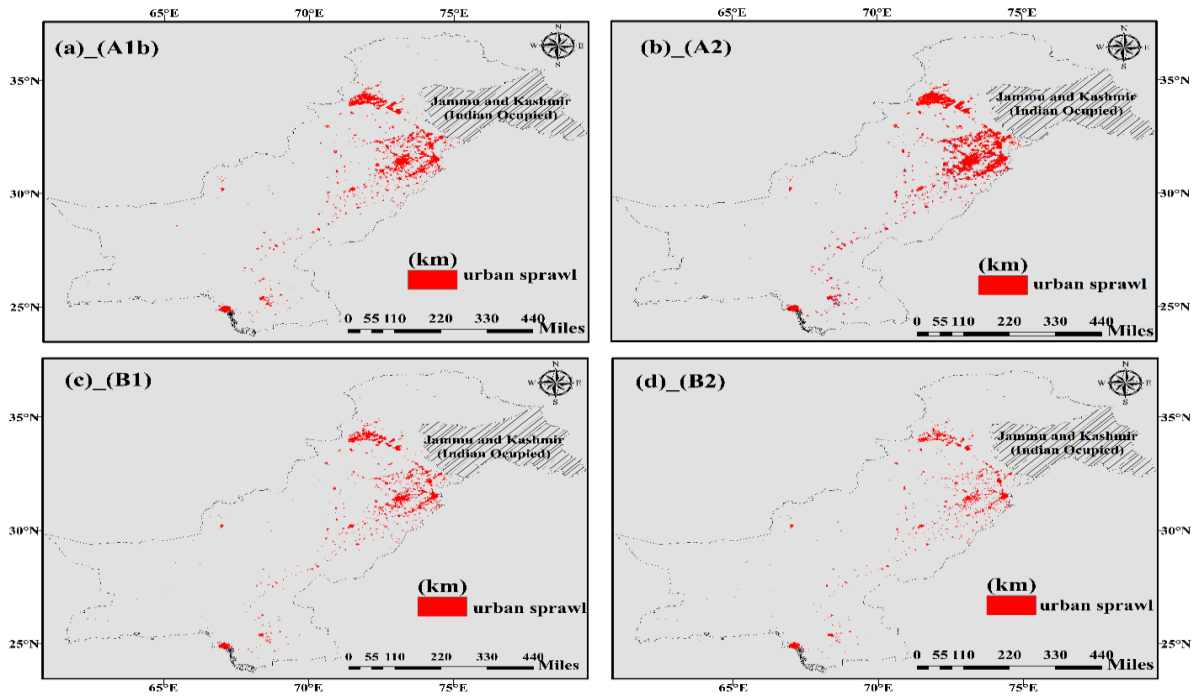 65°E 70°E 75°E 65°E 70°E 75°E
(a)_(A1b)
N
W E
S
35°N
Jammu and Kashmir
(Indian Ocupied)
30°N
(km)
urban sprawl
25°N
0 55 110 220 330 440
Miles
(b)_(A2)
N
W E
S
35°N
Jammu and Kashmir
(Indian Ocupied)
30°N
(km)
urban sprawl
25°N
0 55 110 220 330 440
Miles
(c)_(B1)
N
W E
S
35°N
Jammu and Kashmir
(Indian Ocupied)
30°N
(km)
urban sprawl
25°N
0 55 110 220 330 440
Miles
(d)_(B2)
N
W E
S
35°N
Jammu and Kashmir
(Indian Ocupied)
30°N
(km)
urban sprawl
25°N
0 55 110 220 330 440
Miles
65°E 70°E 75°E 65°E 70°E 75°E